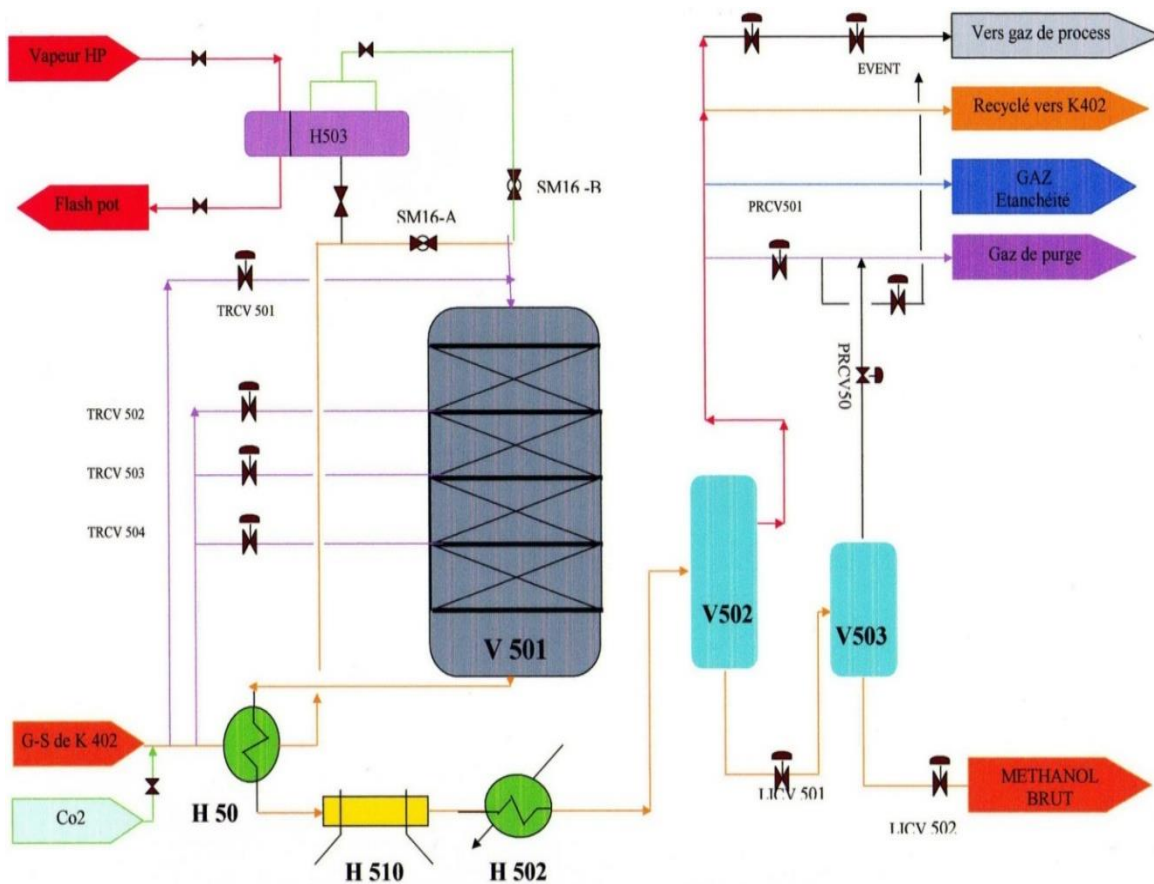 Vapeur HP
Vers gaz de process
EVENT
Recyclé vers K402
H503
SM16 -B
GAZ
Etanchéité
Flash pot
PRCV501
SM16-A
Gaz de purge
TRCV 501
PRCV50
TRCV 502
TRCV 503
TRCV 504
V502
V503
V 501
G-S de K 402
METHANOL
BRUT
LICV 501
H 50
Co2
LICV 502
H 510
H 502